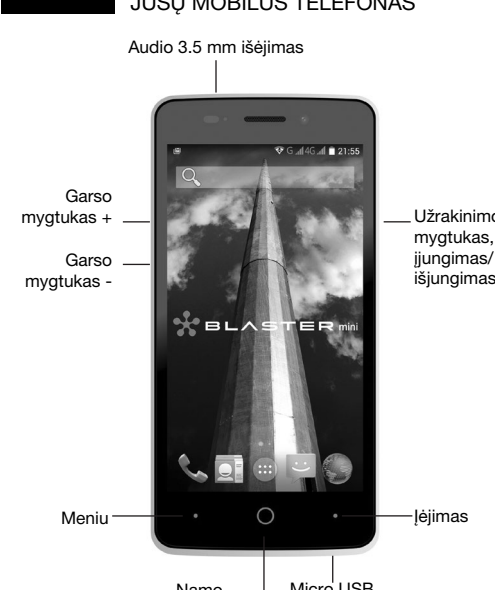 JŪSŲ MOBILUS TELEFONAS
Audio 3.5 mm išėjimas
G 4G 21:55
Garso
mygtukas +
Garso
mygtukas -
Užrakinimo
mygtukas,
įjungimas/
išjungimas
BLASTER mini
Meniu
Įėjimas
Namo
Micro USB